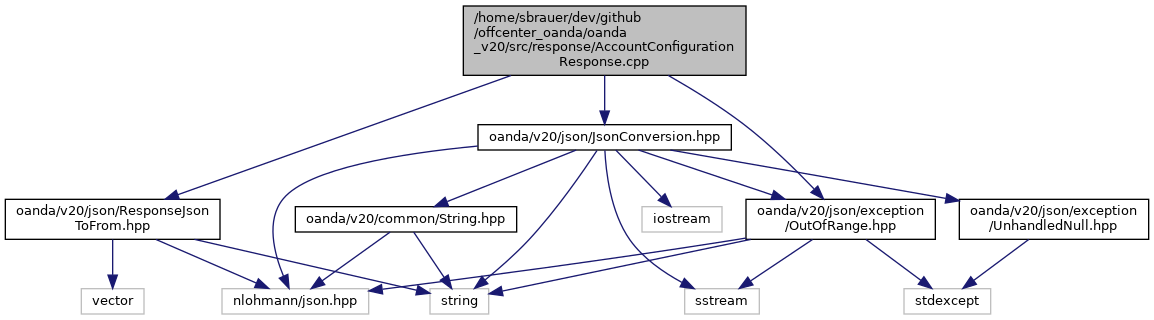 /home/sbrauer/dev/github
/offcenter_oanda/oanda
_v20/src/response/AccountConfiguration
Response.cpp
oanda/v20/json/JsonConversion.hpp
oanda/v20/json/ResponseJson
ToFrom.hpp
oanda/v20/common/String.hpp
iostream
oanda/v20/json/exception
/OutOfRange.hpp
oanda/v20/json/exception
/UnhandledNull.hpp
vector
nlohmann/json.hpp
string
sstream
stdexcept